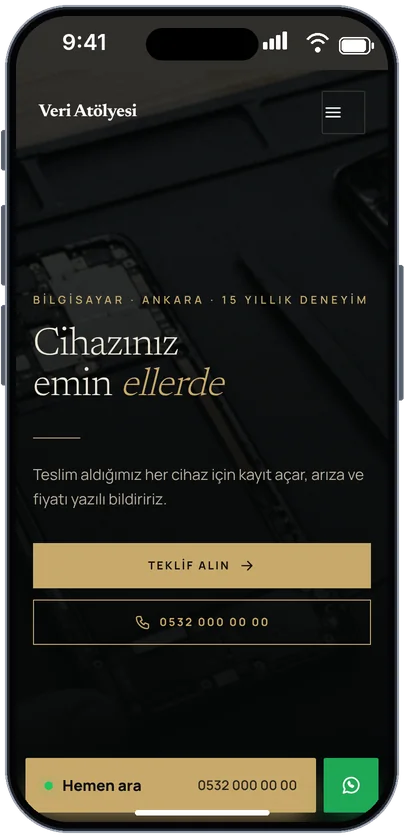 9:41
Veri Atölyesi
BİLGİSAYAR · ANKARA · 15 YILLIK DENEYİM
Cihazınız
emin ellerde
Teslim aldığımız her cihaz için kayıt açar, arıza ve
fiyatı yazılı bildiririz.
TEKLİF ALIN →
0532 000 00 00
Hemen ara 0532 000 00 00